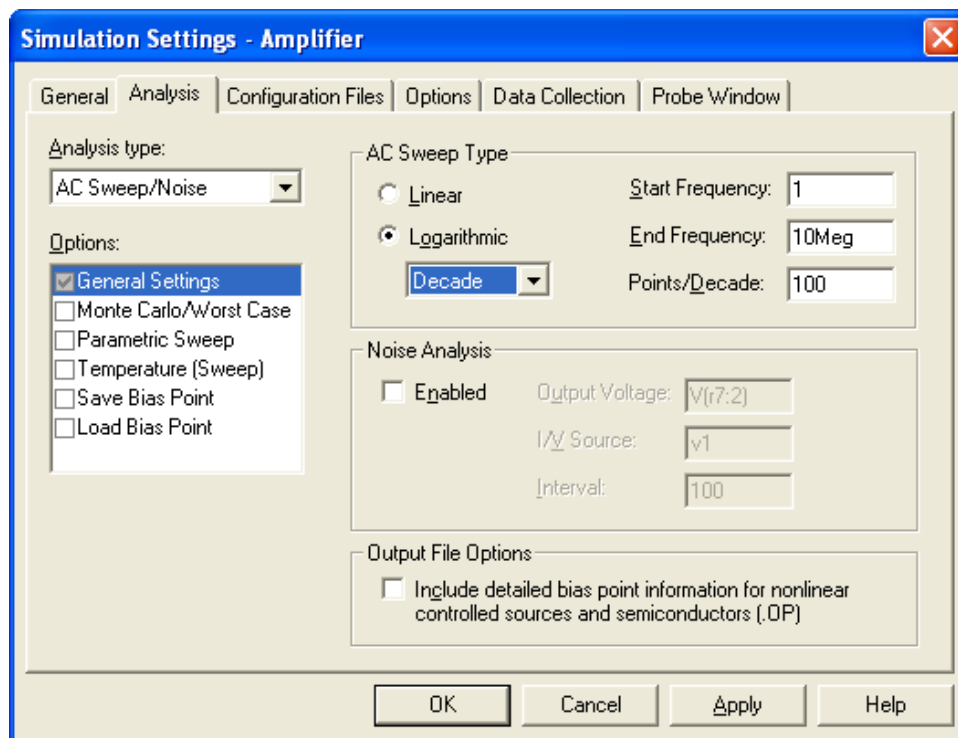 Simulation Settings - Amplifier
General Analysis Configuration Files Options Data Collection Probe Window
Analysis type:
AC Sweep/Noise
Options:
General Settings
Monte Carlo/Worst Case
Parametric Sweep
Temperature (Sweep)
Save Bias Point
Load Bias Point
AC Sweep Type
Linear
Logarithmic
Decade
Start Frequency: 1
End Frequency: 10Meg
Points/Decade: 100
Noise Analysis
Enabled
Output Voltage: V(r7:2)
I/V Source: v1
Interval: 100
Output File Options
Include detailed bias point information for nonlinear
controlled sources and semiconductors (.OP)
OK Cancel Apply Help